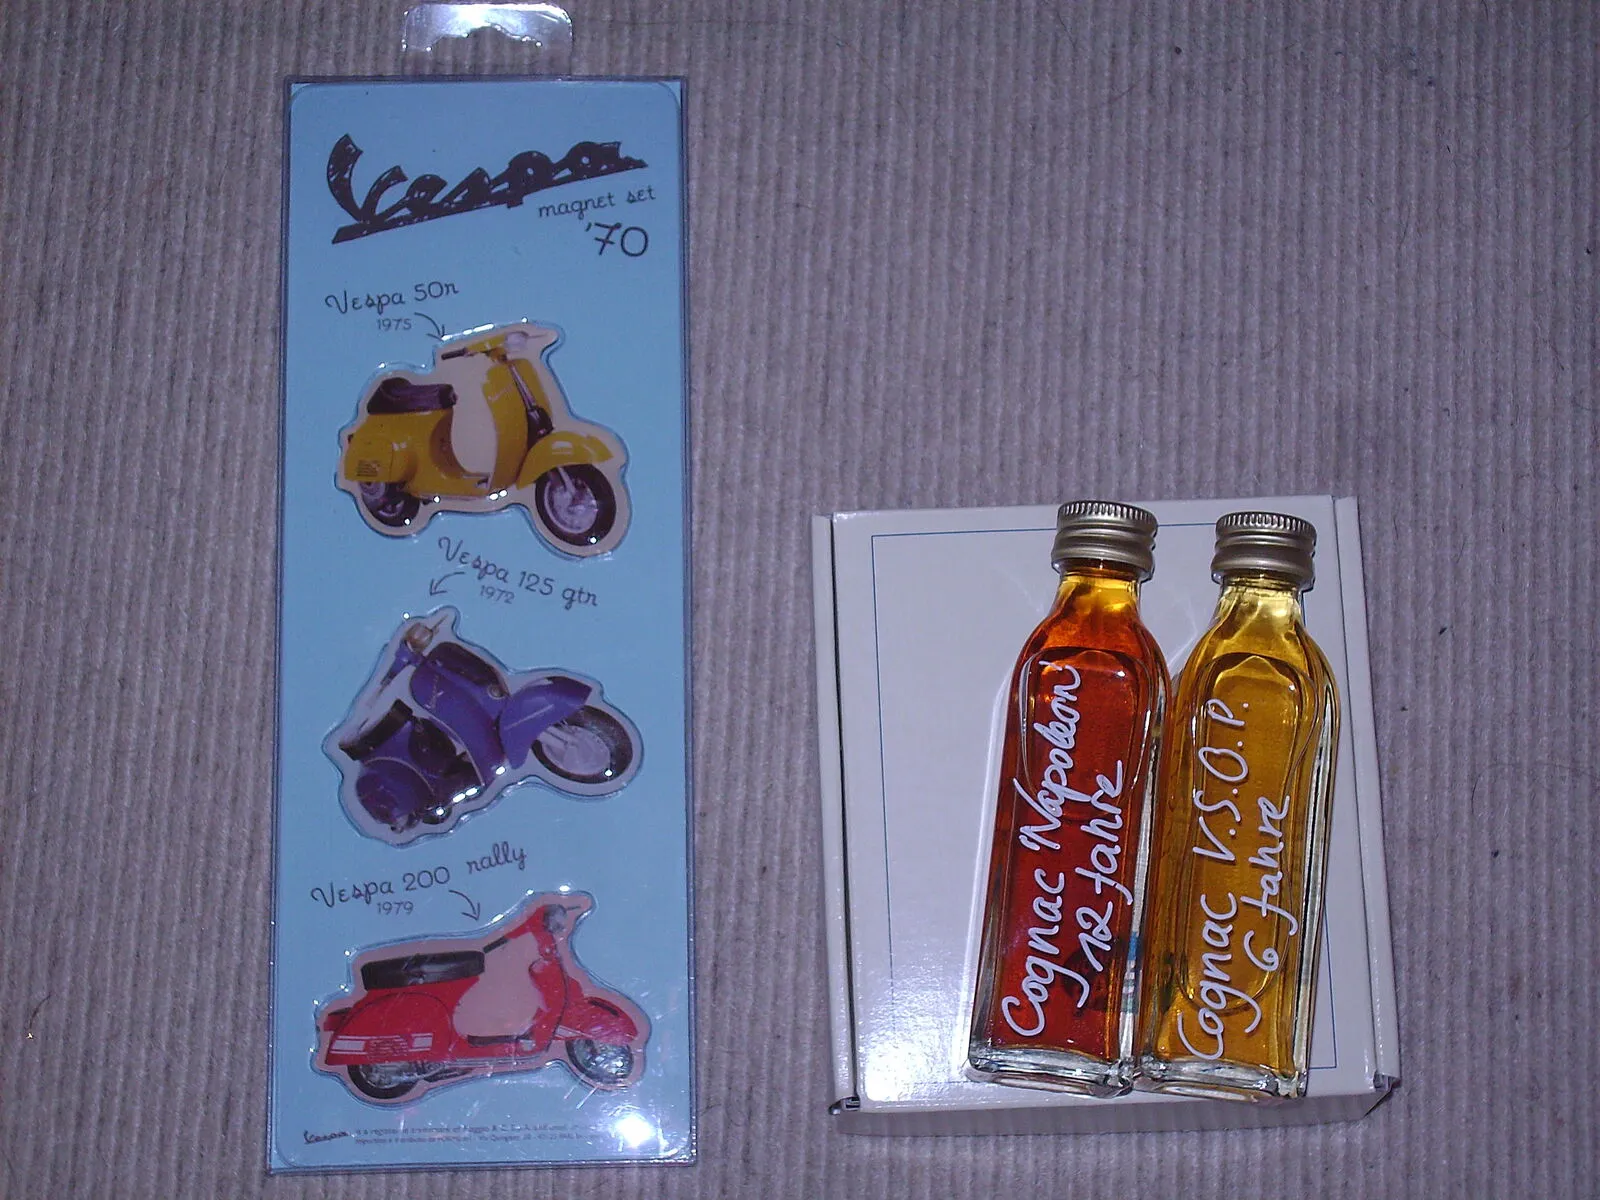 Vespa
magnet set
'70
Vespa 50r
1975
Vespa 125 gtr
1972
Vespa 200 rally
1979
Vespa
Cognac 'Napoleon'
12 Jahre
Cognac V.S.O.P.
6 Jahre